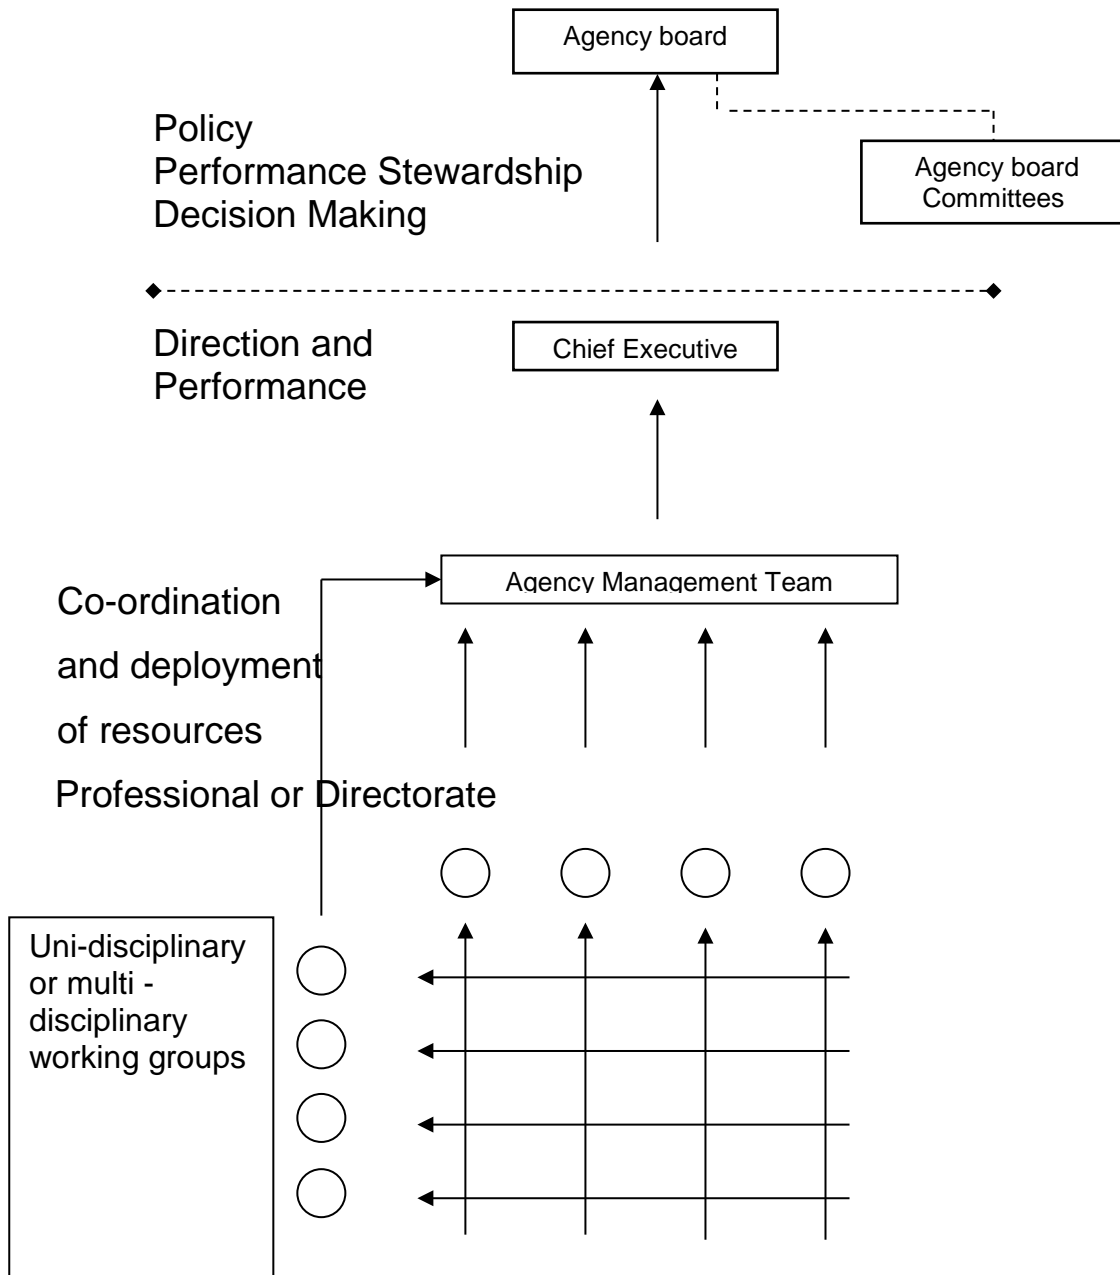 Agency board
Policy
Performance Stewardship
Decision Making
Agency board
Committees
Direction and
Performance
Chief Executive
Agency Management Team
Co-ordination
and deployment
of resources
Professional or Directorate
Uni-disciplinary
or multi -
disciplinary
working groups